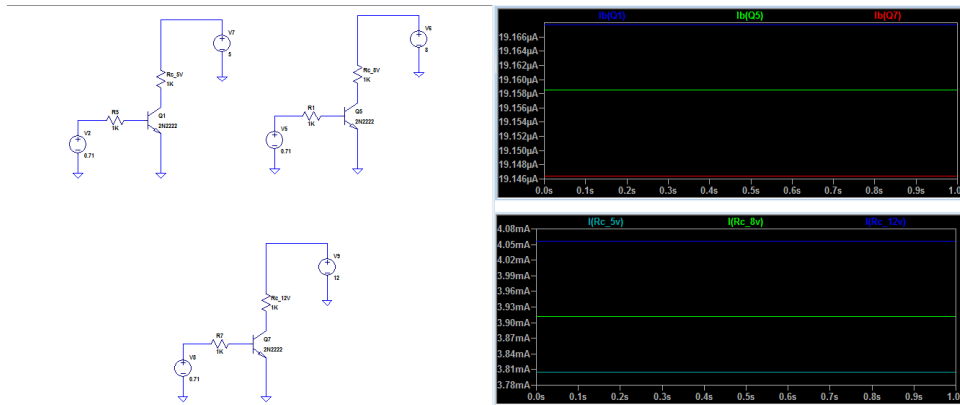 V7
5
Rc_5V
1K
R5
1K
Q1
2N2222
V2
0.71
V6
8
Rc_8V
1K
R1
1K
Q5
2N2222
V5
0.71
V9
12
Rc_12V
1K
R7
1K
Q7
2N2222
V8
0.71
Ib(Q1) Ib(Q5) Ib(Q7)
19.166µA
19.164µA
19.162µA
19.160µA
19.158µA
19.156µA
19.154µA
19.152µA
19.150µA
19.148µA
19.146µA
0.0s 0.1s 0.2s 0.3s 0.4s 0.5s 0.6s 0.7s 0.8s 0.9s 1.0
I(Rc_5v) I(Rc_8v) I(Rc_12v)
4.08mA
4.05mA
4.02mA
3.99mA
3.96mA
3.93mA
3.90mA
3.87mA
3.84mA
3.81mA
3.78mA
0.0s 0.1s 0.2s 0.3s 0.4s 0.5s 0.6s 0.7s 0.8s 0.9s 1.0